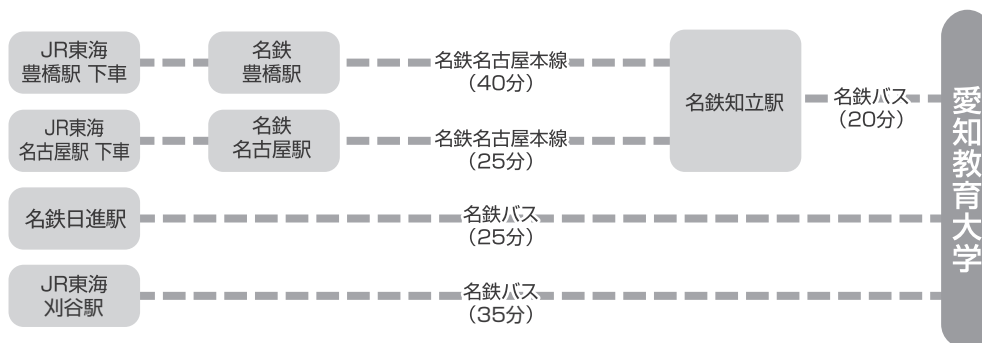 JR東海
豊橋駅 下車
名鉄
豊橋駅
名鉄名古屋本線
（40分）
JR東海
名古屋駅 下車
名鉄
名古屋駅
名鉄名古屋本線
（25分）
名鉄知立駅
名鉄バス
（20分）
名鉄日進駅
名鉄バス
（25分）
JR東海
刈谷駅
名鉄バス
（35分）
愛知教育大学